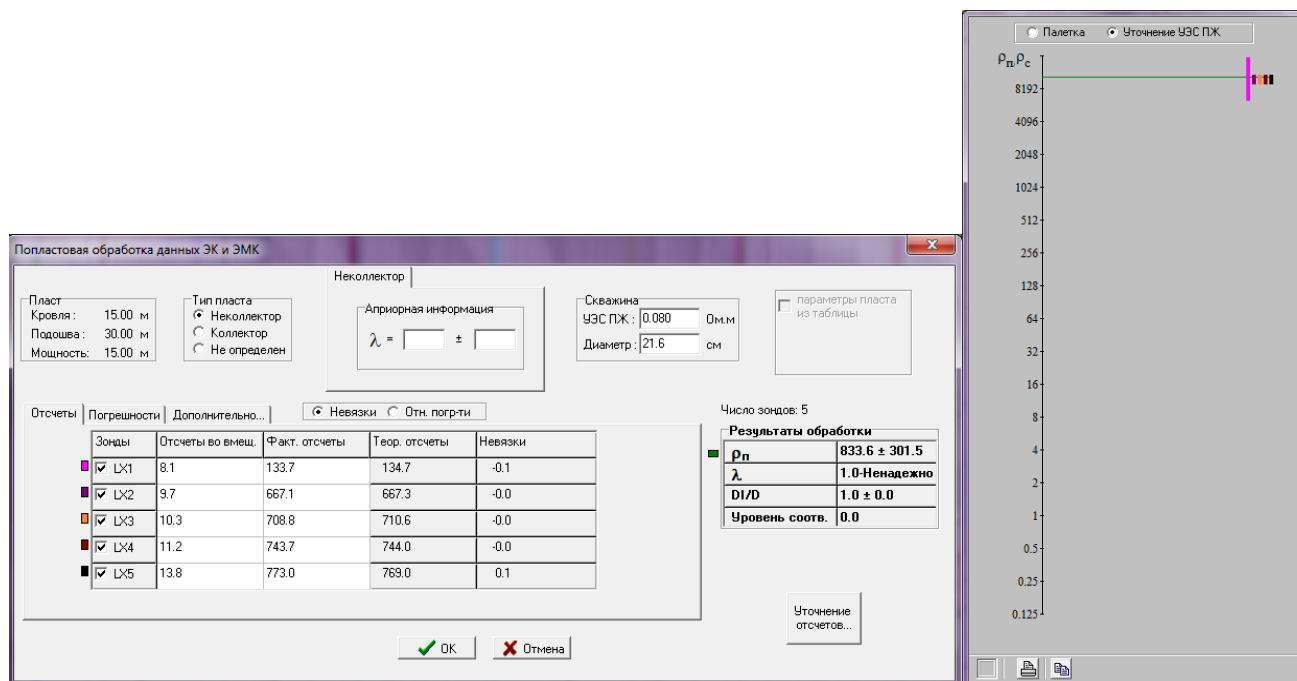 Палетка Уточнение УЗС ПЖ
ρп,ρс
8192
4096
2048
1024
512
256
128
64
32
16
8
4
2
1
0.5
0.25
0.125
Попластовая обработка данных ЭК и ЭМК
Пласт
Кровля : 15.00 м
Подошва : 30.00 м
Мощность: 15.00 м
Тип пласта
Неколлектор
Коллектор
Не определен
Неколлектор
Априорная информация
λ = ±
Скважина
УЗС ПЖ : 0.080 Ом.м
Диаметр : 21.6 см
параметры пласта
из таблицы
Отсчеты Погрешности Дополнительно...
Невязки Отн. погр-ти
Зонды Отсчеты во вмещ. Факт. отсчеты Теор. отсчеты Невязки
LX1 8.1 133.7 134.7 -0.1
LX2 9.7 667.1 667.3 -0.0
LX3 10.3 708.8 710.6 -0.0
LX4 11.2 743.7 744.0 -0.0
LX5 13.8 773.0 769.0 0.1
Число зондов: 5
Результаты обработки
ρп 833.6 ± 301.5
λ 1.0-Ненадежно
DI/D 1.0 ± 0.0
Уровень соотв. 0.0
Уточнение
отсчетов...
OK Отмена